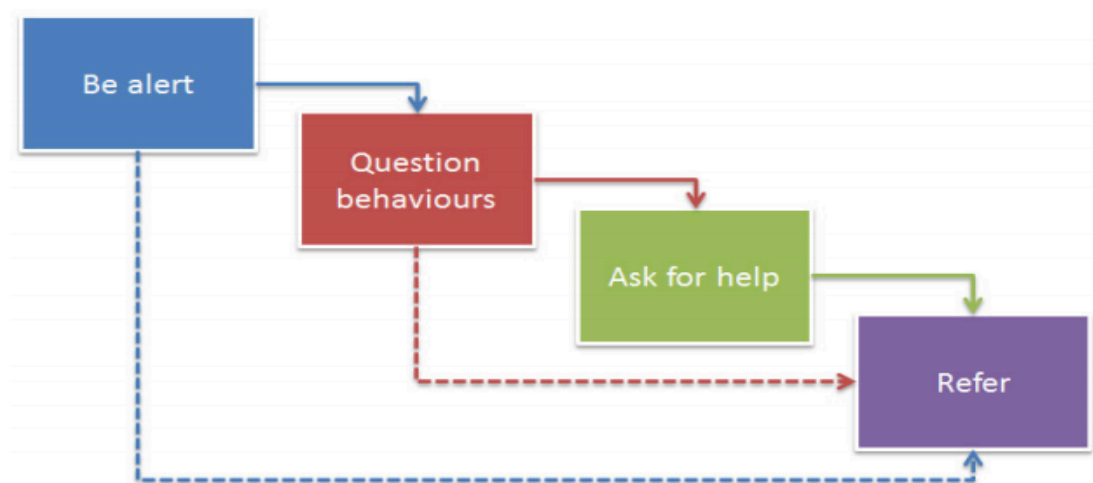 Be alert
Question
behaviours
Ask for help
Refer